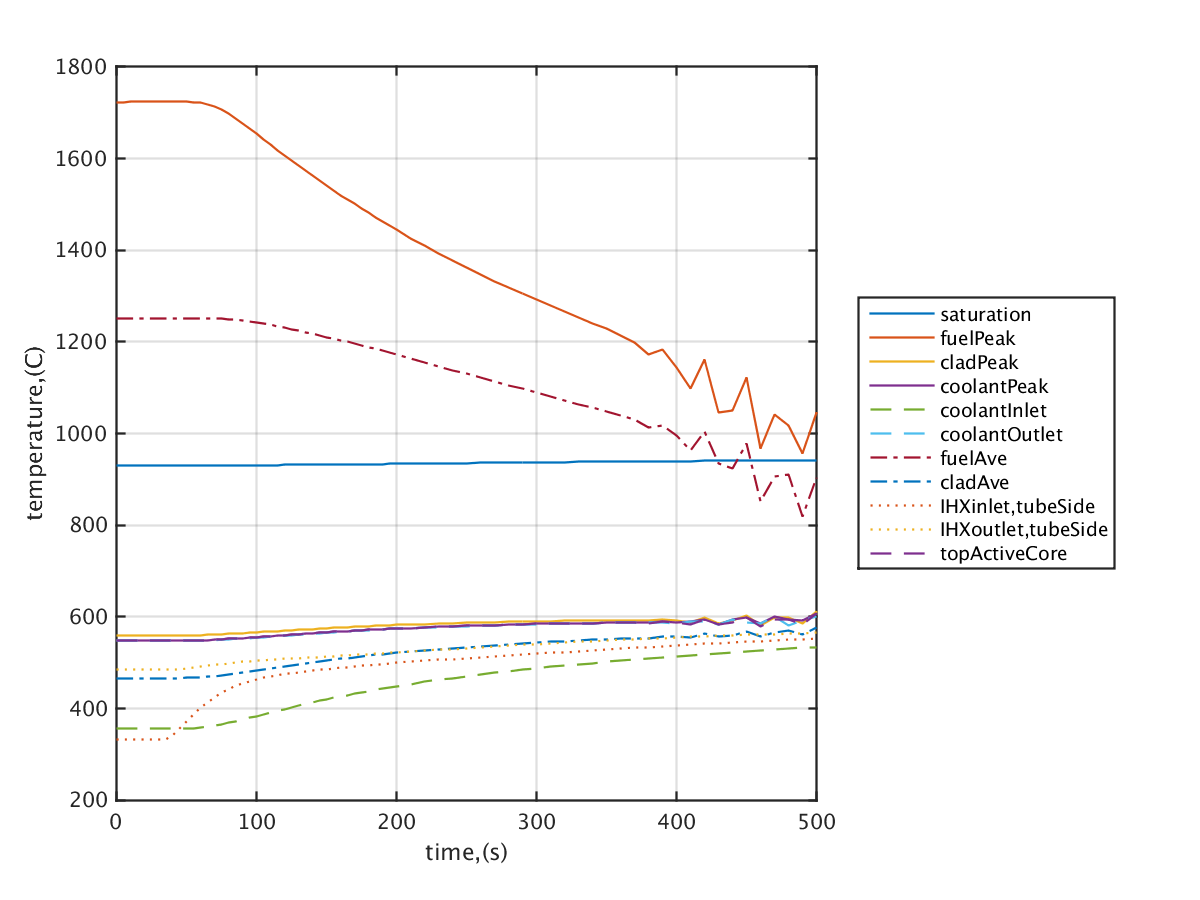 1800
1600
1400
1200
1000
800
600
400
200
temperature,(C)
0 100 200 300 400 500
time,(s)
saturation
fuelPeak
cladPeak
coolantPeak
coolantInlet
coolantOutlet
fuelAve
cladAve
IHXinlet,tubeSide
IHXoutlet,tubeSide
topActiveCore